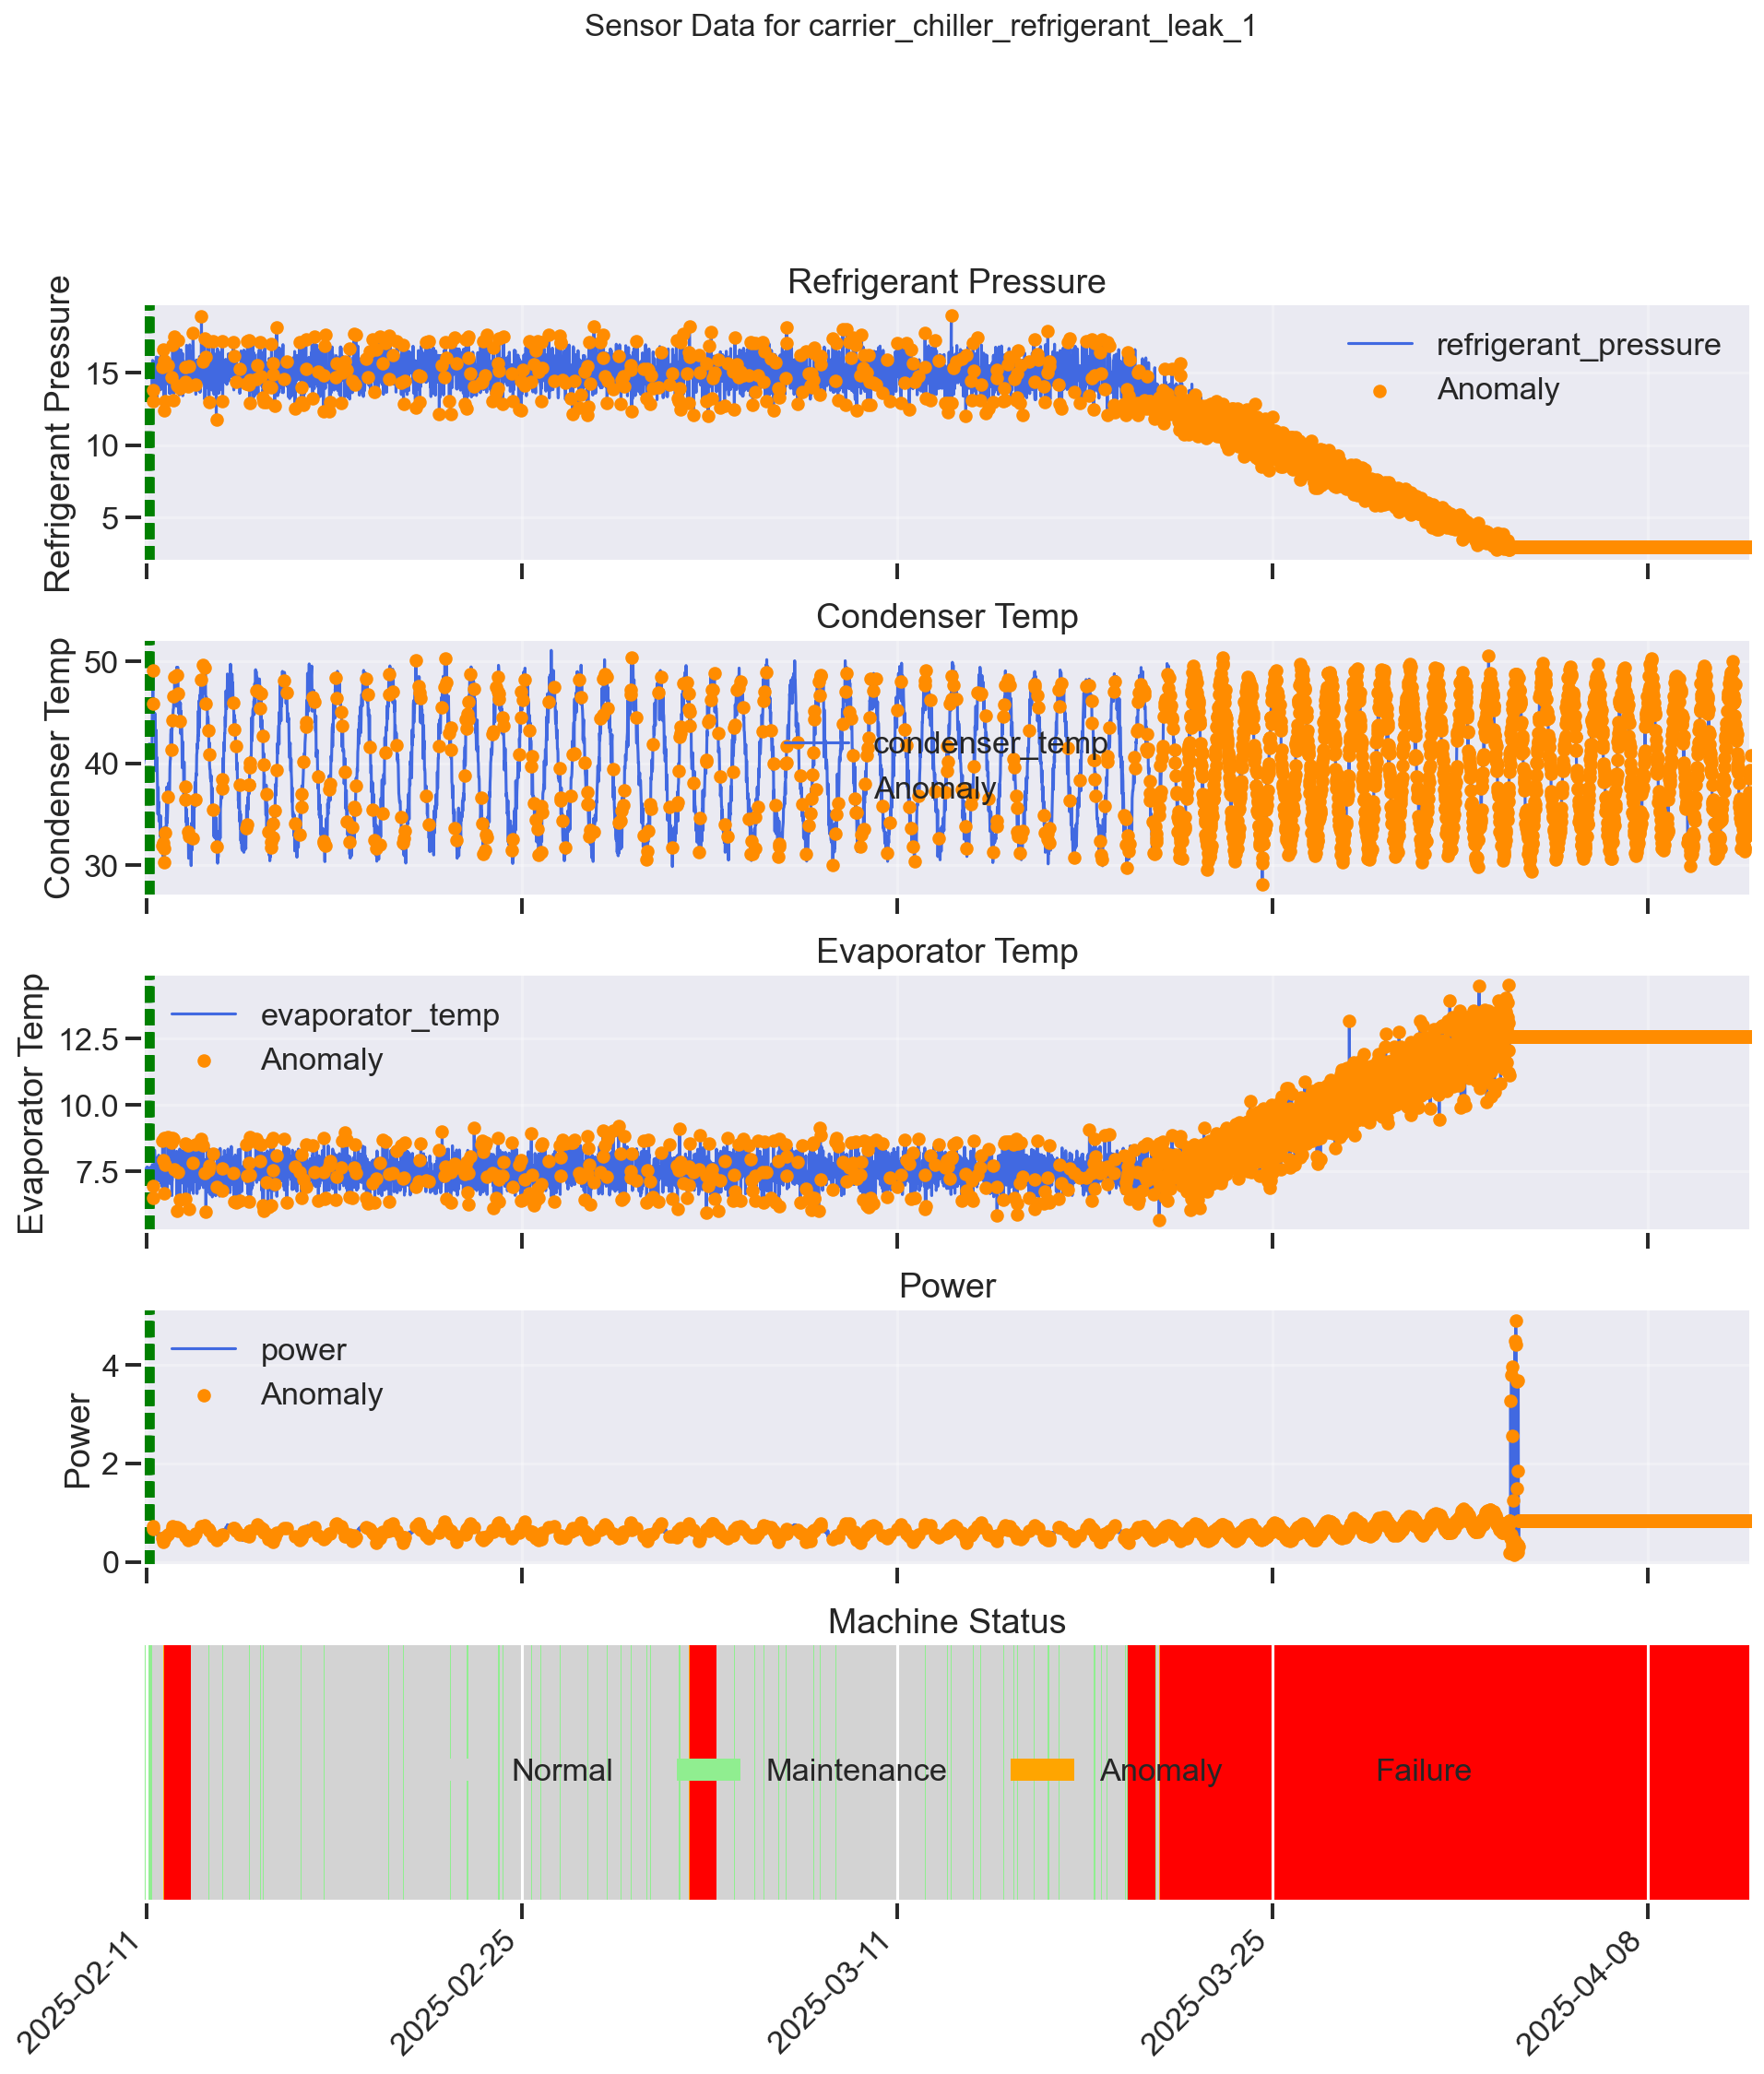 Sensor Data for carrier_chiller_refrigerant_leak_1
Refrigerant Pressure
Refrigerant Pressure
15
10
5
refrigerant_pressure
Anomaly
Condenser Temp
Condenser Temp
50
40
30
condenser_temp
Anomaly
Evaporator Temp
Evaporator Temp
12.5
10.0
7.5
evaporator_temp
Anomaly
Power
Power
4
2
0
power
Anomaly
Machine Status
Normal
Maintenance
Anomaly
Failure
2025-02-11
2025-02-25
2025-03-11
2025-03-25
2025-04-08